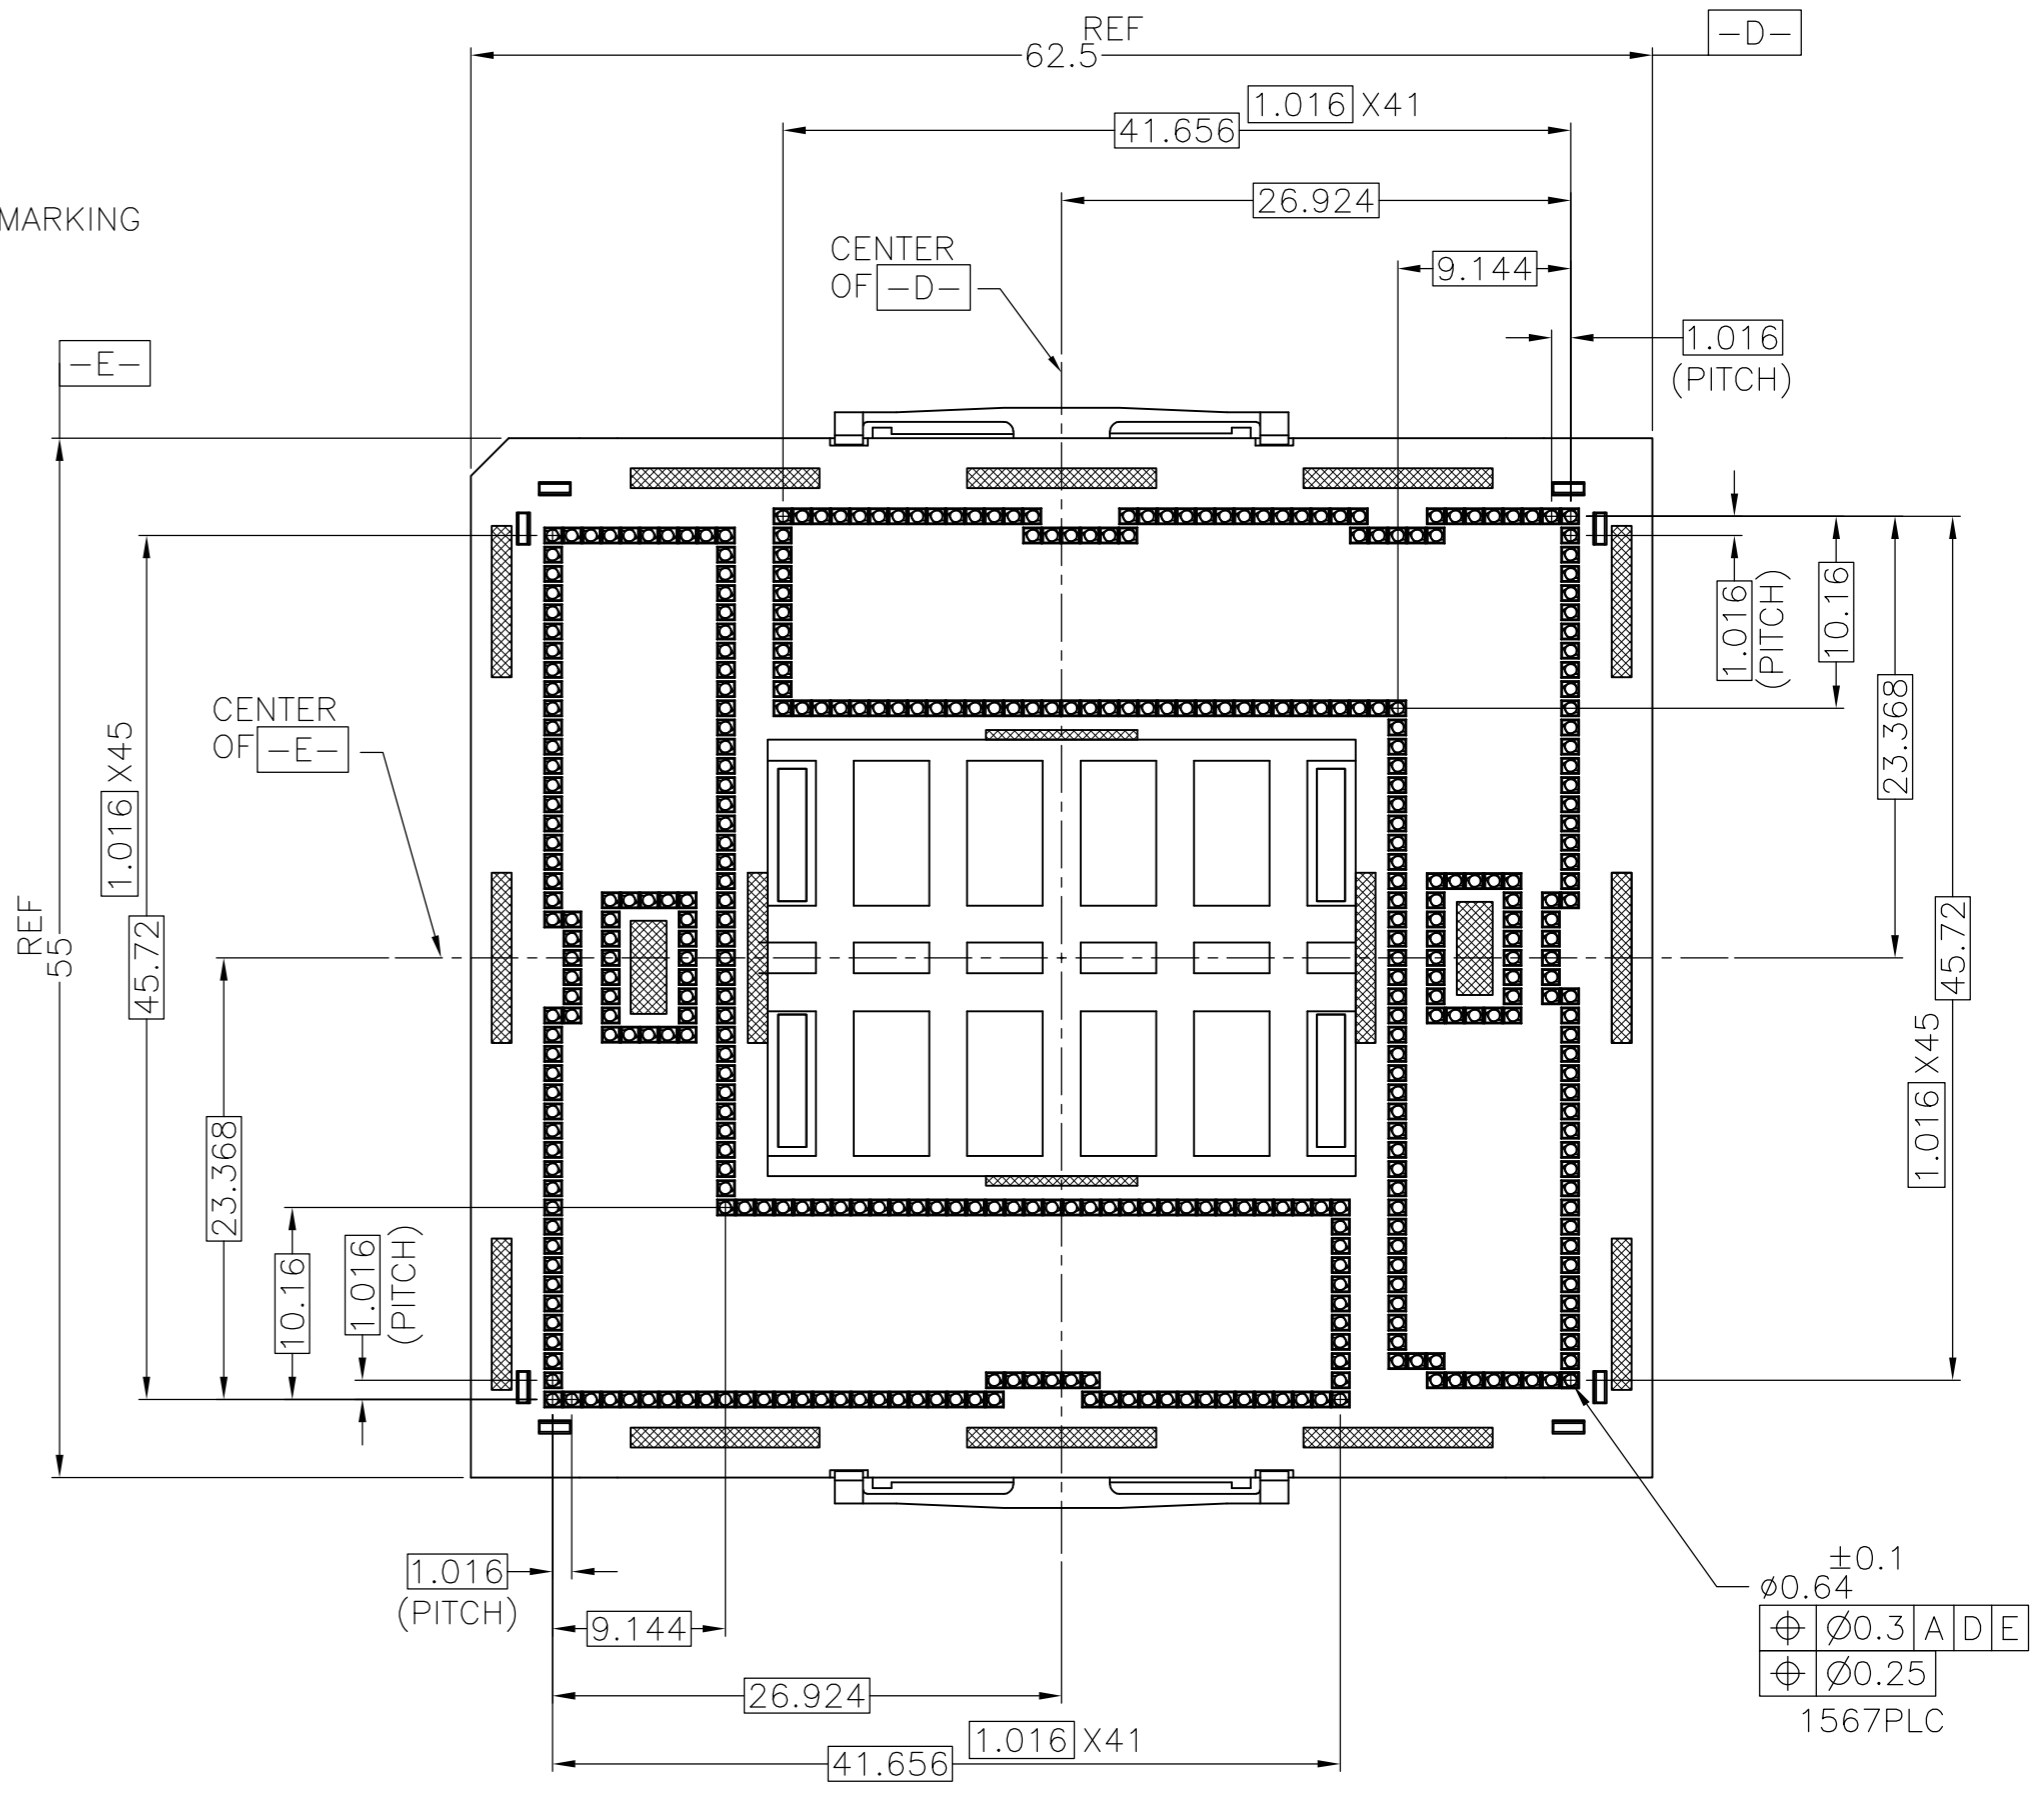 REF
62.5
-D-
1.016 X41
41.656
26.924
MARKING
CENTER
OF -D-
9.144
1.016
(PITCH)
-E-
1.016
(PITCH)
10.16
23.368
45.72
1.016 X45
CENTER
OF -E-
1.016 X45
45.72
REF
55
23.368
10.16
1.016
(PITCH)
1.016
(PITCH)
9.144
26.924
1.016 X41
41.656
±0.1
ø0.64
⌖ Ø0.3 A D E
⌖ Ø0.25
1567PLC